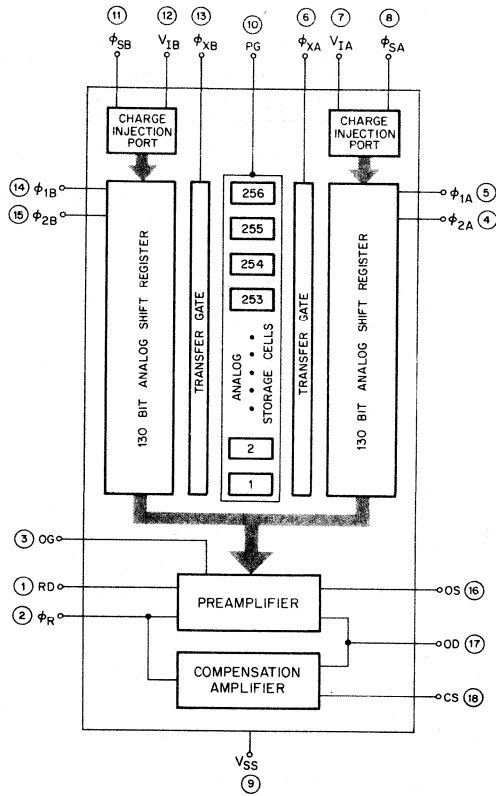 11 12 13 10 6 7 8
ϕSB VIB ϕXB PG ϕXA VIA ϕSA
CHARGE
INJECTION
PORT
CHARGE
INJECTION
PORT
14 ϕ1B
15 ϕ2B
ϕ1A 5
ϕ2A 4
130 BIT ANALOG SHIFT REGISTER
TRANSFER GATE
256
255
254
253
ANALOG
STORAGE CELLS
2
1
TRANSFER GATE
130 BIT ANALOG SHIFT REGISTER
3 OG
1 RD
2 ϕR
PREAMPLIFIER
OS 16
OD 17
COMPENSATION
AMPLIFIER
CS 18
VSS
9